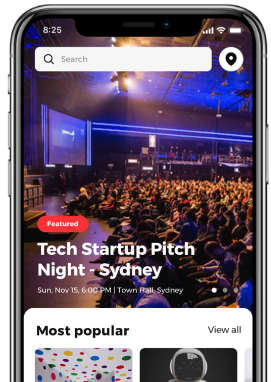 8:25
Search
Featured
Tech Startup Pitch
Night - Sydney
Sun, Nov 15, 6:00 PM | Town Hall, Sydney
Most popular
View all